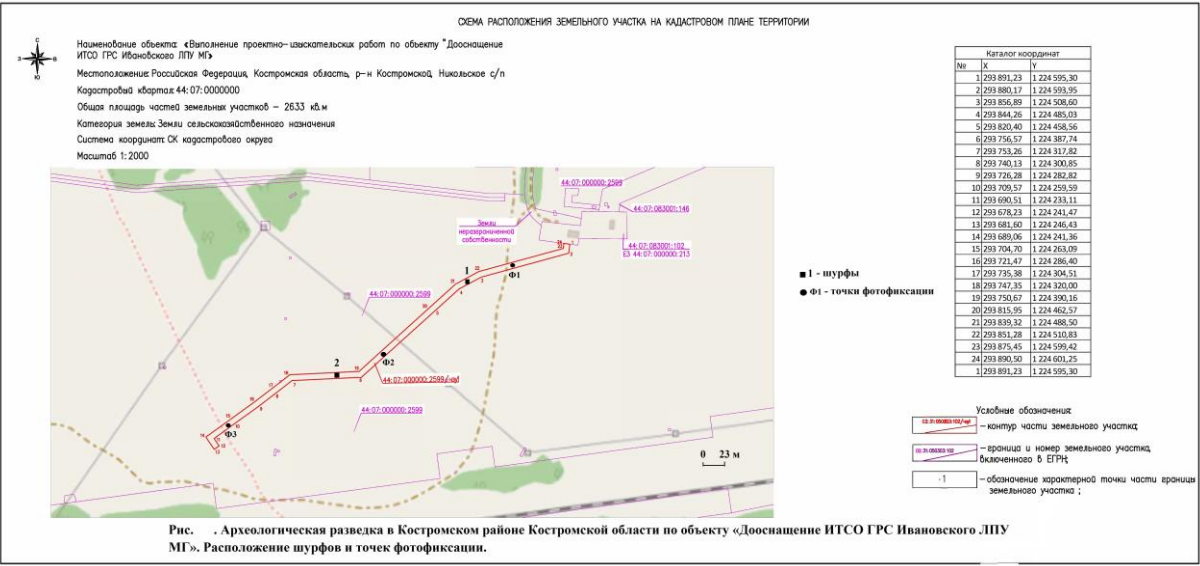 СХЕМА РАСПОЛОЖЕНИЯ ЗЕМЕЛЬНОГО УЧАСТКА НА КАДАСТРОВОМ ПЛАНЕ ТЕРРИТОРИИ
С
З
В
Ю
Наименование объекта: «Выполнение проектно-изыскательских работ по объекту "Дооснащение
ИТСО ГРС Ивановского ЛПУ МГ»
Местоположение: Российская Федерация, Костромская область, р-н Костромской, Никольское с/п
Кадастровый квартал: 44:07:0000000
Общая площадь частей земельных участков – 2633 кв.м
Категория земель: Земли сельскохозяйственного назначения
Система координат: СК кадастрового округа
Масштаб 1:2000
Каталог координат
№ X Y
1 293 891,23 1 224 595,30
2 293 880,17 1 224 593,95
3 293 856,89 1 224 508,60
4 293 844,26 1 224 485,03
5 293 820,40 1 224 458,56
6 293 756,57 1 224 387,74
7 293 753,26 1 224 317,82
8 293 740,13 1 224 300,85
9 293 726,28 1 224 282,82
10 293 709,57 1 224 259,59
11 293 690,51 1 224 233,11
12 293 678,23 1 224 241,47
13 293 681,60 1 224 246,43
14 293 689,06 1 224 241,36
15 293 704,70 1 224 263,09
16 293 721,47 1 224 286,40
17 293 735,38 1 224 304,51
18 293 747,35 1 224 320,00
19 293 750,67 1 224 390,16
20 293 815,95 1 224 462,57
21 293 839,32 1 224 488,50
22 293 851,28 1 224 510,83
23 293 875,45 1 224 599,42
24 293 890,50 1 224 601,25
1 293 891,23 1 224 595,30
44:07:000000:2599
44:07:083001:146
Земли
неразграниченной
собственности
44:07:083001:102
ЕЗ 44:07:000000:213
Ф1
1
44:07:000000:2599
Ф2
2
44:07:000000:2599/чзу1
44:07:000000:2599
Ф3
0 23 м
1 - шурфы
Ф1 - точки фотофиксации
Условные обозначения:
– контур части земельного участка;
– граница и номер земельного участка,
включенного в ЕГРН;
·1
– обозначение характерной точки части границы
земельного участка ;
Рис. . Археологическая разведка в Костромском районе Костромской области по объекту «Дооснащение ИТСО ГРС Ивановского ЛПУ
МГ». Расположение шурфов и точек фотофиксации.